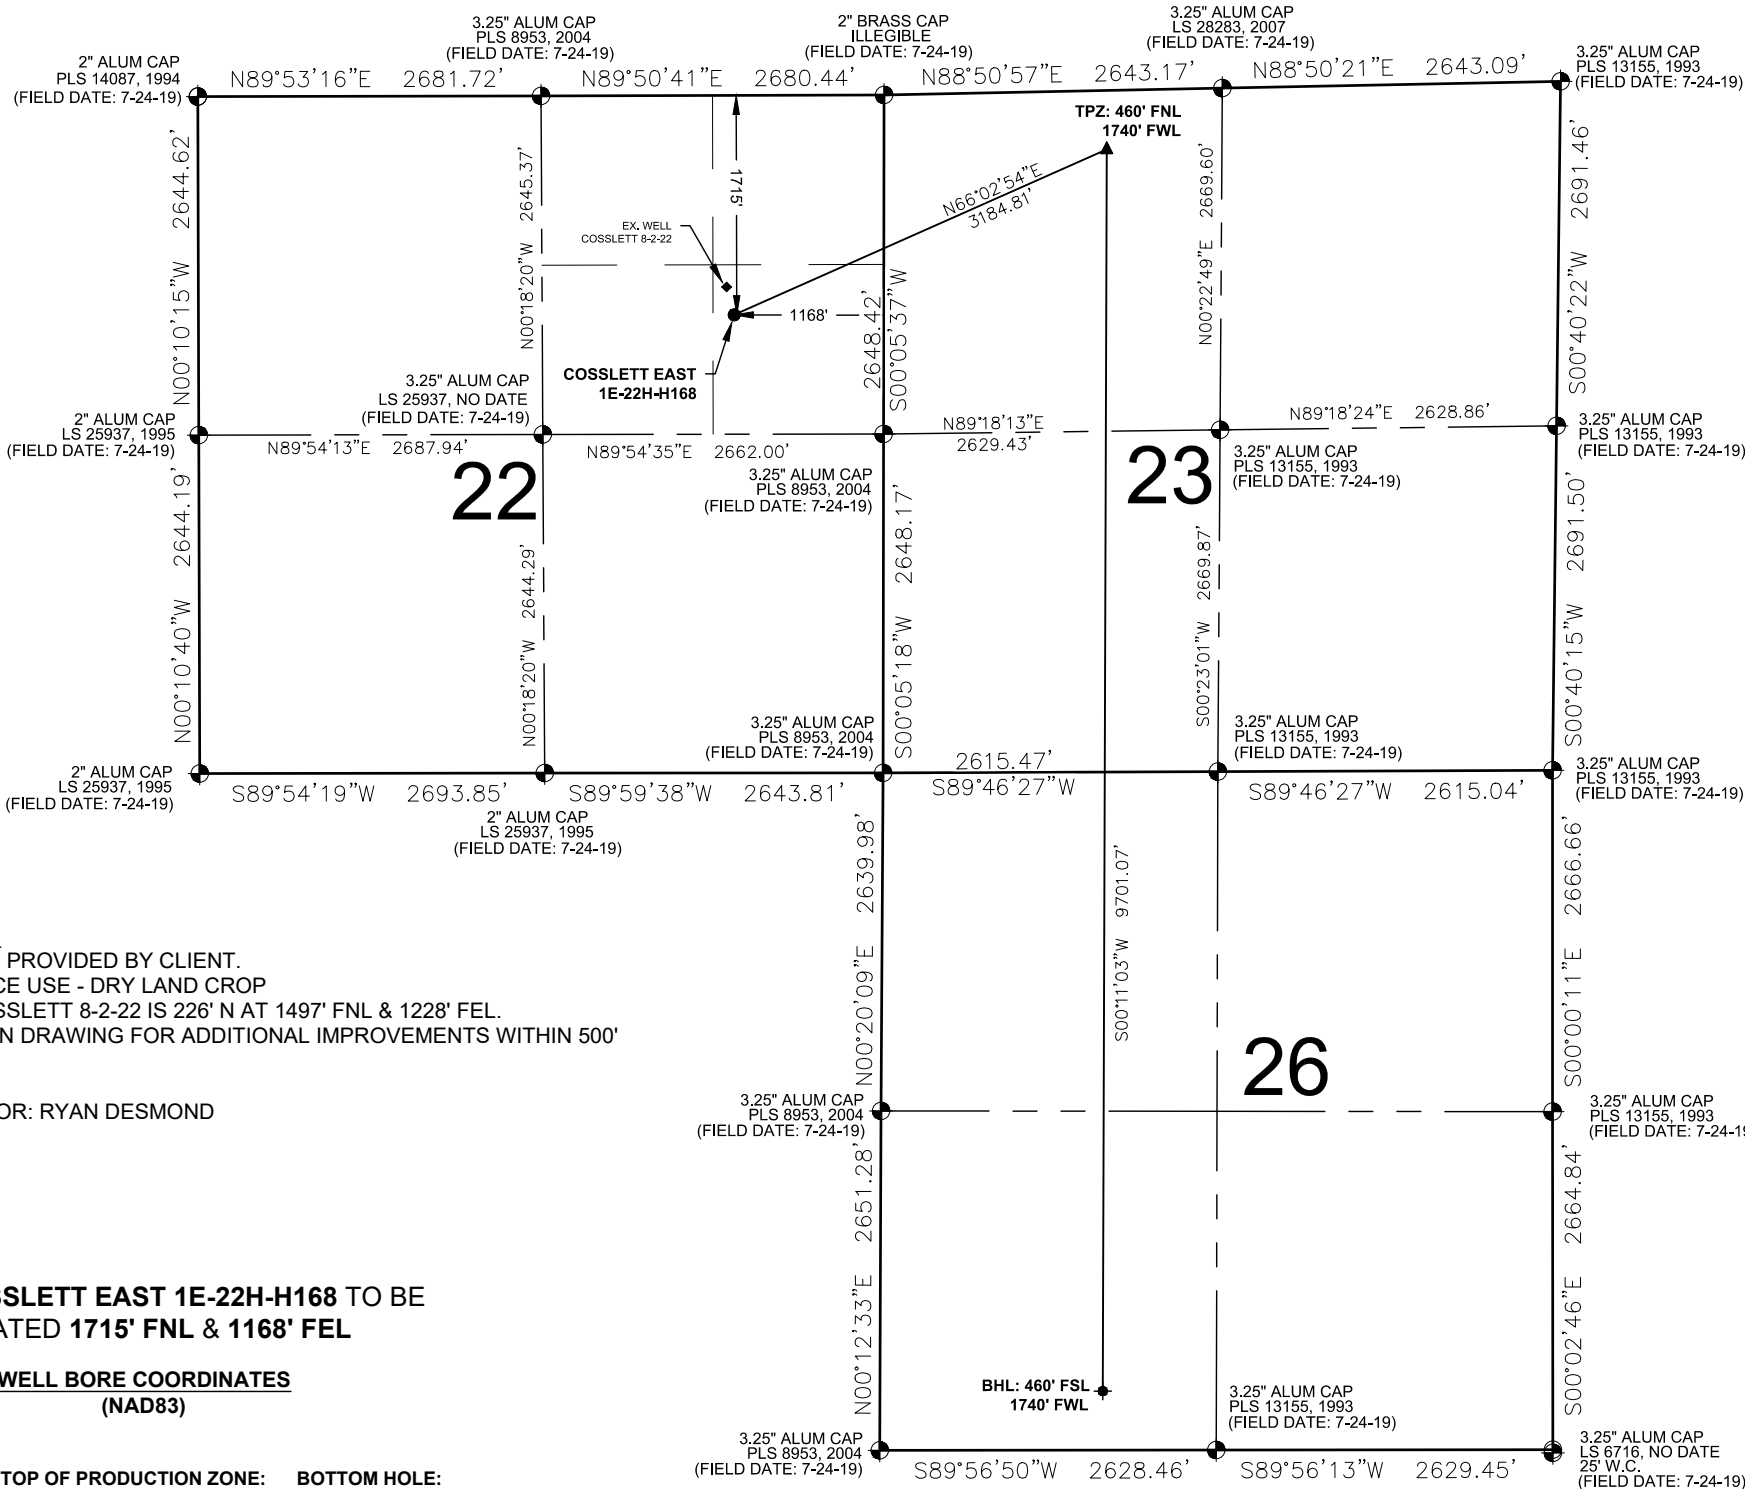 3.25" ALUM CAP
PLS 8953, 2004
(FIELD DATE: 7-24-19)
2" BRASS CAP
ILLEGIBLE
(FIELD DATE: 7-24-19)
3.25" ALUM CAP
LS 28283, 2007
(FIELD DATE: 7-24-19)
2" ALUM CAP
PLS 14087, 1994
(FIELD DATE: 7-24-19)
3.25" ALUM CAP
PLS 13155, 1993
(FIELD DATE: 7-24-19)
N89°53'16"E 2681.72'
N89°50'41"E 2680.44'
N88°50'57"E 2643.17'
N88°50'21"E 2643.09'
TPZ: 460' FNL
1740' FWL
N00°10'15"W 2644.62'
N00°18'20"W 2645.37'
1715'
N66°02'54"E
3184.81'
N00°22'49"E 2669.60'
S00°40'22"W 2691.46'
EX. WELL
COSSLETT 8-2-22
1168'
2648.42'
S00°05'37"W
COSSLETT EAST
1E-22H-H168
3.25" ALUM CAP
LS 25937, NO DATE
(FIELD DATE: 7-24-19)
2" ALUM CAP
LS 25937, 1995
(FIELD DATE: 7-24-19)
N89°54'13"E 2687.94'
N89°54'35"E 2662.00'
N89°18'13"E
2629.43'
N89°18'24"E 2628.86'
3.25" ALUM CAP
PLS 13155, 1993
(FIELD DATE: 7-24-19)
22
23
3.25" ALUM CAP
PLS 8953, 2004
(FIELD DATE: 7-24-19)
3.25" ALUM CAP
PLS 13155, 1993
(FIELD DATE: 7-24-19)
N00°10'40"W 2644.19'
N00°18'20"W 2644.29'
S00°05'18"W 2648.17'
S00°23'01"W 2669.87'
S00°40'15"W 2691.50'
3.25" ALUM CAP
PLS 8953, 2004
(FIELD DATE: 7-24-19)
3.25" ALUM CAP
PLS 13155, 1993
(FIELD DATE: 7-24-19)
2" ALUM CAP
LS 25937, 1995
(FIELD DATE: 7-24-19)
3.25" ALUM CAP
PLS 13155, 1993
(FIELD DATE: 7-24-19)
S89°54'19"W 2693.85'
S89°59'38"W 2643.81'
2615.47'
S89°46'27"W
S89°46'27"W 2615.04'
2" ALUM CAP
LS 25937, 1995
(FIELD DATE: 7-24-19)
N00°20'09"E 2639.98'
S00°11'03"W 9701.07'
S00°00'11"E 2666.66'
PROVIDED BY CLIENT.
CE USE - DRY LAND CROP
SSLETT 8-2-22 IS 226' N AT 1497' FNL & 1228' FEL.
N DRAWING FOR ADDITIONAL IMPROVEMENTS WITHIN 500'
OR: RYAN DESMOND
26
3.25" ALUM CAP
PLS 8953, 2004
(FIELD DATE: 7-24-19)
3.25" ALUM CAP
PLS 13155, 1993
(FIELD DATE: 7-24-19
N00°12'33"E 2651.28'
S00°02'46"E 2664.84'
SSLETT EAST 1E-22H-H168 TO BE
ATED 1715' FNL & 1168' FEL
WELL BORE COORDINATES
(NAD83)
BHL: 460' FSL
1740' FWL
3.25" ALUM CAP
PLS 13155, 1993
(FIELD DATE: 7-24-19)
3.25" ALUM CAP
PLS 8953, 2004
(FIELD DATE: 7-24-19)
3.25" ALUM CAP
LS 6716, NO DATE
25' W.C.
(FIELD DATE: 7-24-19)
S89°56'50"W 2628.46'
S89°56'13"W 2629.45'
TOP OF PRODUCTION ZONE: BOTTOM HOLE: